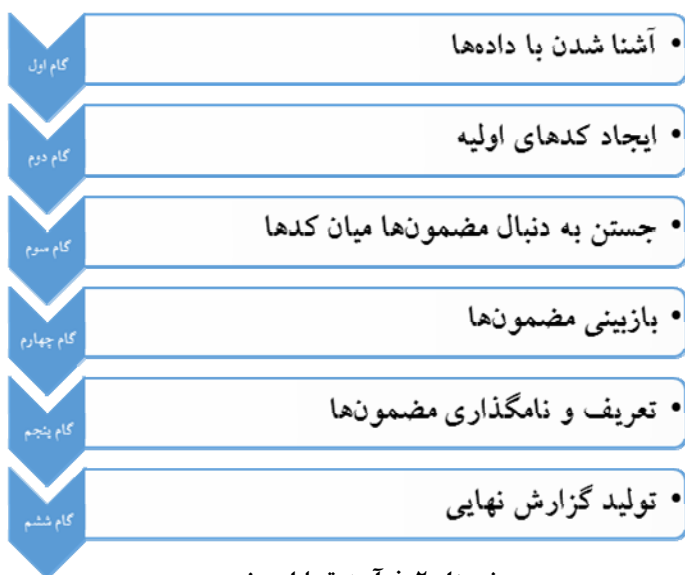 گام اول
• آشنا شدن با داده‌ها
گام دوم
• ایجاد کدهای اولیه
گام سوم
• جستن به دنبال مضمون‌ها میان کدها
گام چهارم
• بازبینی مضمون‌ها
گام پنجم
• تعریف و نامگذاری مضمون‌ها
گام ششم
• تولید گزارش نهایی